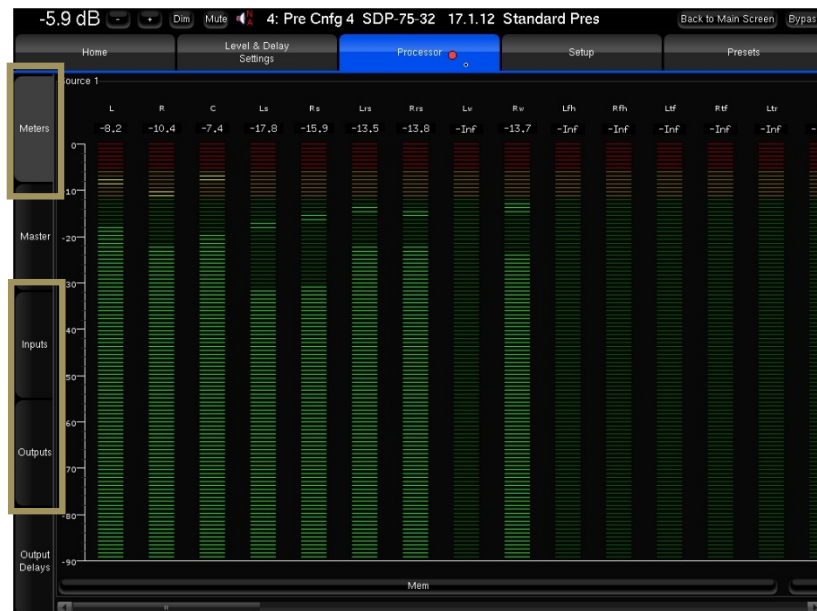 -5.9 dB - + Dim Mute N A 4: Pre Cnfg 4 SDP-75-32 17.1.12 Standard Pres Back to Main Screen Bypas
Home Level & Delay Settings Processor Setup Presets
Source 1
L R C Ls Rs Lrs Rrs Lw Rw Lfh Rfh Ltf Rtf Ltr
Meters -8.2 -10.4 -7.4 -17.8 -15.9 -13.5 -13.8 -Inf -13.7 -Inf -Inf -Inf -Inf -Inf -
0
-10
Master -20
-30
Inputs -40
-50
-60
Outputs -70
-80
Output Delays -90
Mem